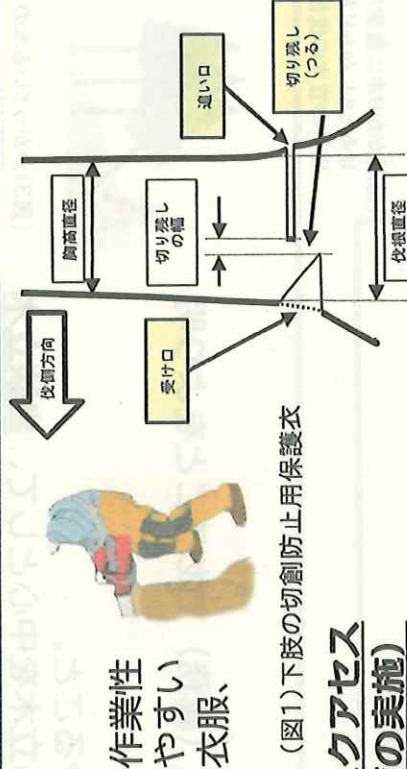 作業性
やすい
衣服、
(図1)下肢の切創防止用保護衣
クアセス
の実施)
伐倒方向
胸高直径
切り残し
の幅
追い口
受け口
切り残し
(つる)
伐根直径